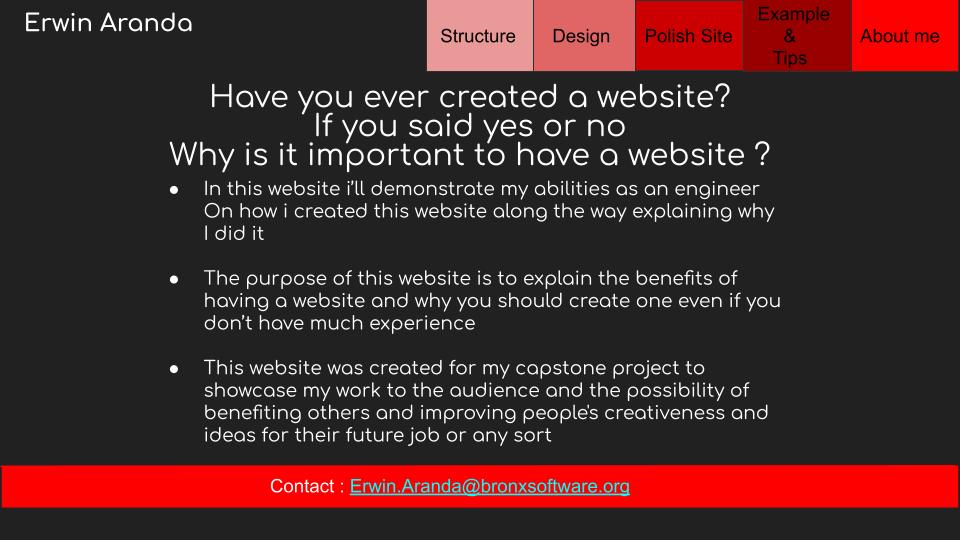 Erwin Aranda
Structure
Design
Polish Site
Example
&
Tips
About me
Have you ever created a website?
If you said yes or no
Why is it important to have a website ?
● In this website i'll demonstrate my abilities as an engineer
On how i created this website along the way explaining why
I did it
● The purpose of this website is to explain the benefits of
having a website and why you should create one even if you
don't have much experience
● This website was created for my capstone project to
showcase my work to the audience and the possibility of
benefiting others and improving people's creativeness and
ideas for their future job or any sort
Contact : Erwin.Aranda@bronxsoftware.org